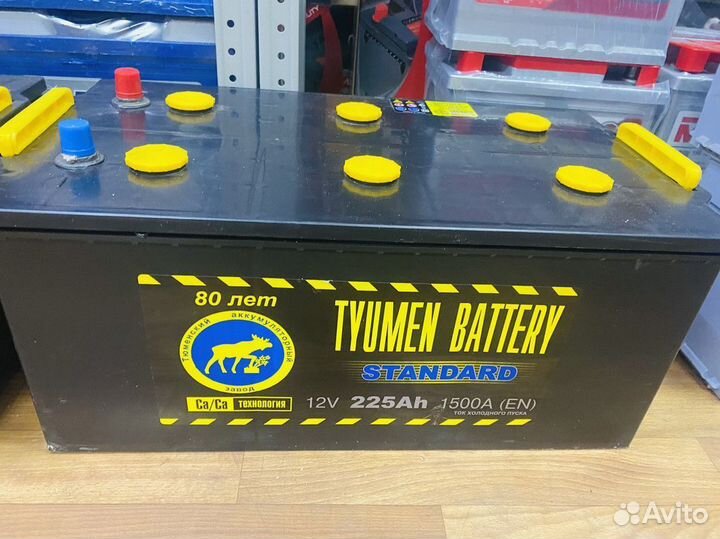 80 лет
Тюменский аккумуляторный
завод
TYUMEN BATTERY
STANDARD
Ca/Ca технология
12V 225Ah 1500A (EN)
ток холодного пуска
Avito